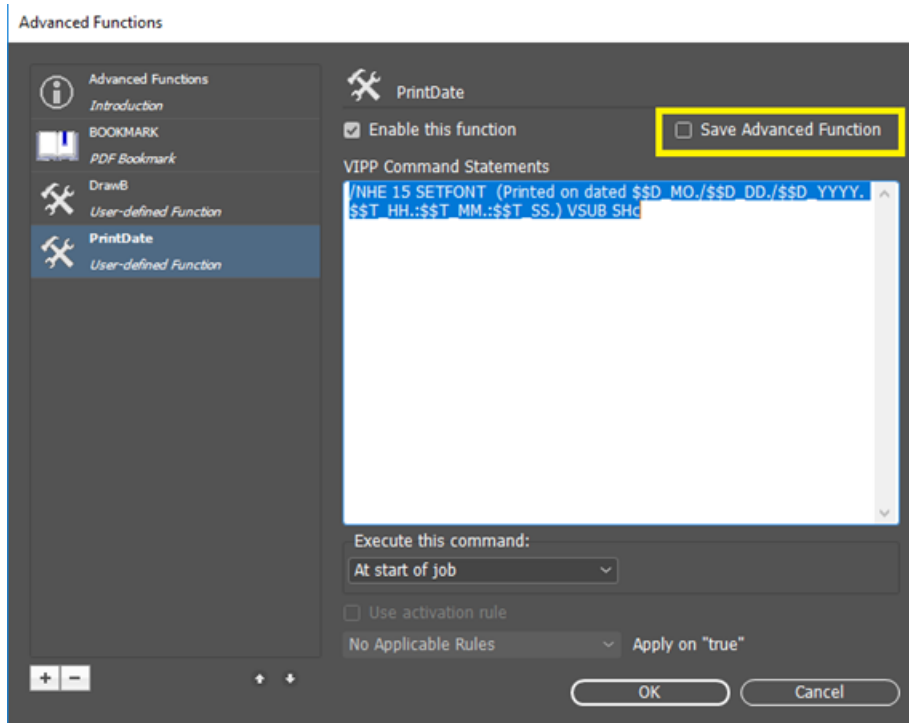 Advanced Functions
Advanced Functions
Introduction
BOOKMARK
PDF Bookmark
DrawB
User-defined Function
PrintDate
User-defined Function
PrintDate
Enable this function
Save Advanced Function
VIPP Command Statements
/NHE 15 SETFONT (Printed on dated $$D_MO./$$D_DD./$$D_YYYY.
$$T_HH.:$$T_MM.:$$T_SS.) VSUB SHc
Execute this command:
At start of job
Use activation rule
No Applicable Rules
Apply on "true"
OK
Cancel